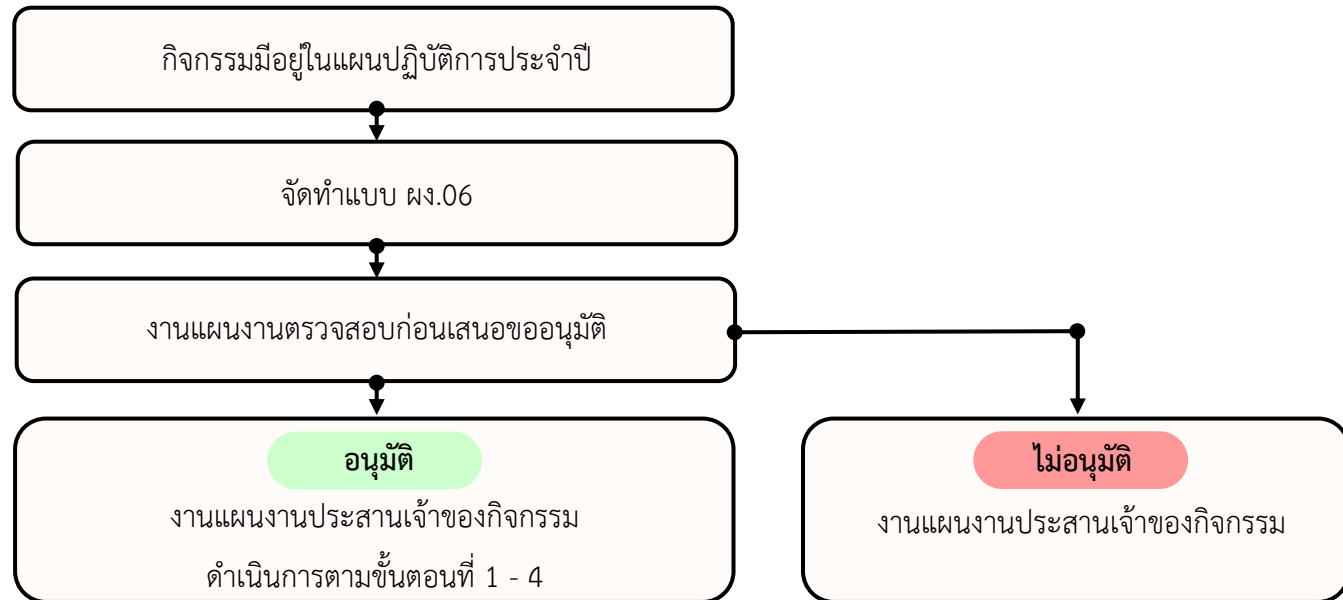 กิจกรรมมีอยู่ในแผนปฏิบัติการประจำปี
จัดทำแบบ ผง.06
งานแผนงานตรวจสอบก่อนเสนอขออนุมัติ
อนุมัติ
งานแผนงานประสานเจ้าของกิจกรรม
ดำเนินการตามขั้นตอนที่ 1 - 4
ไม่อนุมัติ
งานแผนงานประสานเจ้าของกิจกรรม